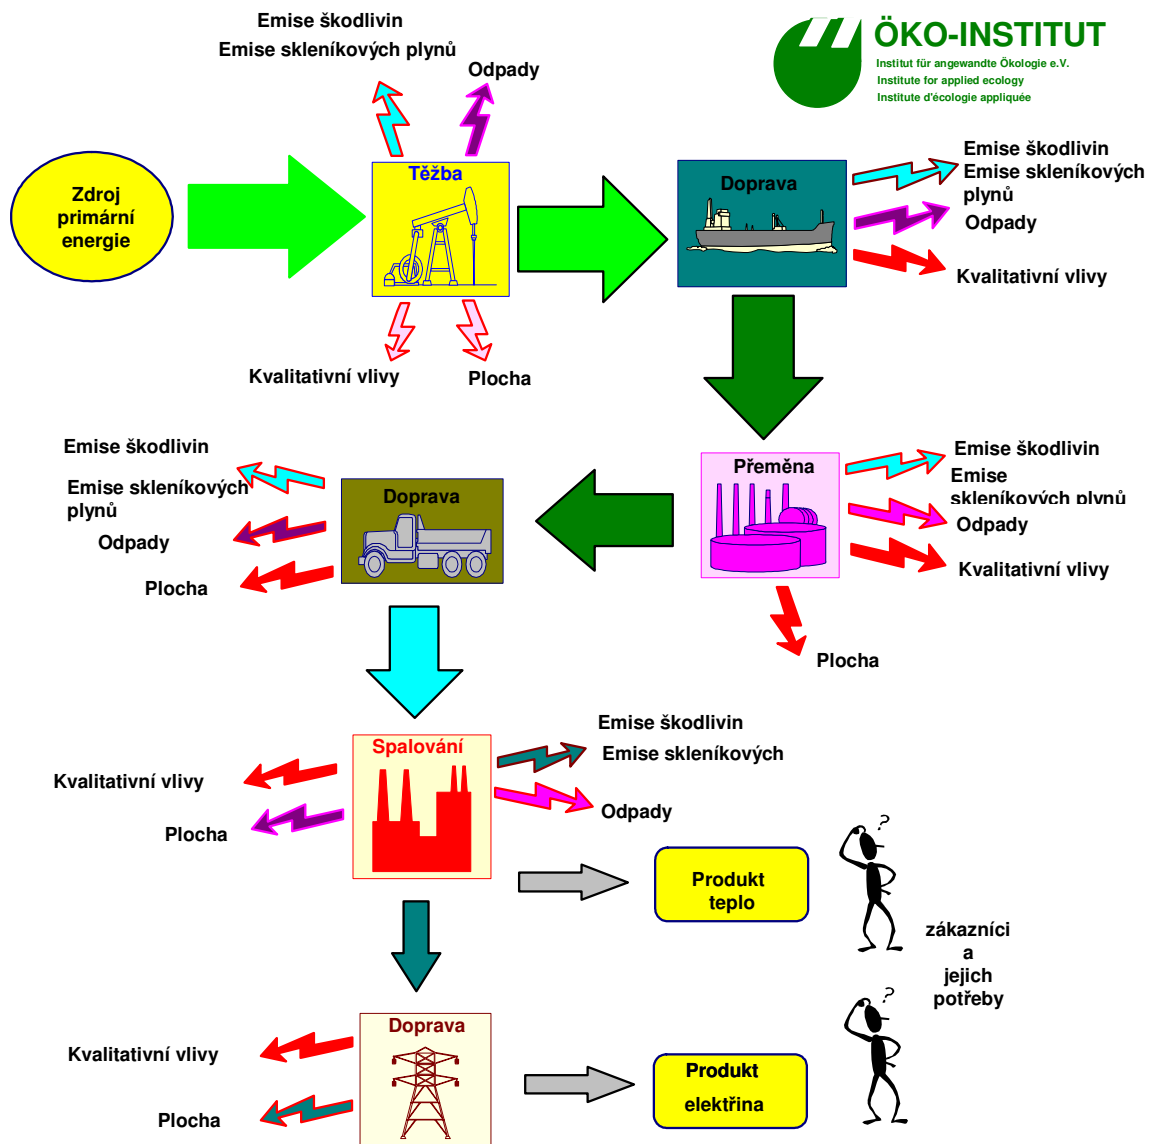 Emise škodlivin
Emise skleníkových plynů
Odpady
ÖKO-INSTITUT
Institut für angewandte Ökologie e.V.
Institute for applied ecology
Institute d'écologie appliquée
Zdroj
primární
energie
Těžba
Doprava
Emise škodlivin
Emise skleníkových
plynů
Odpady
Kvalitativní vlivy
Kvalitativní vlivy
Plocha
Emise škodlivin
Emise skleníkových
plynů
Odpady
Plocha
Doprava
Přeměna
Emise škodlivin
Emise
skleníkových plynů
Odpady
Kvalitativní vlivy
Plocha
Spalování
Emise škodlivin
Emise skleníkových
Odpady
Kvalitativní vlivy
Plocha
Produkt
teplo
?
zákazníci
a
jejich
potřeby
?
Doprava
Kvalitativní vlivy
Plocha
Produkt
elektřina